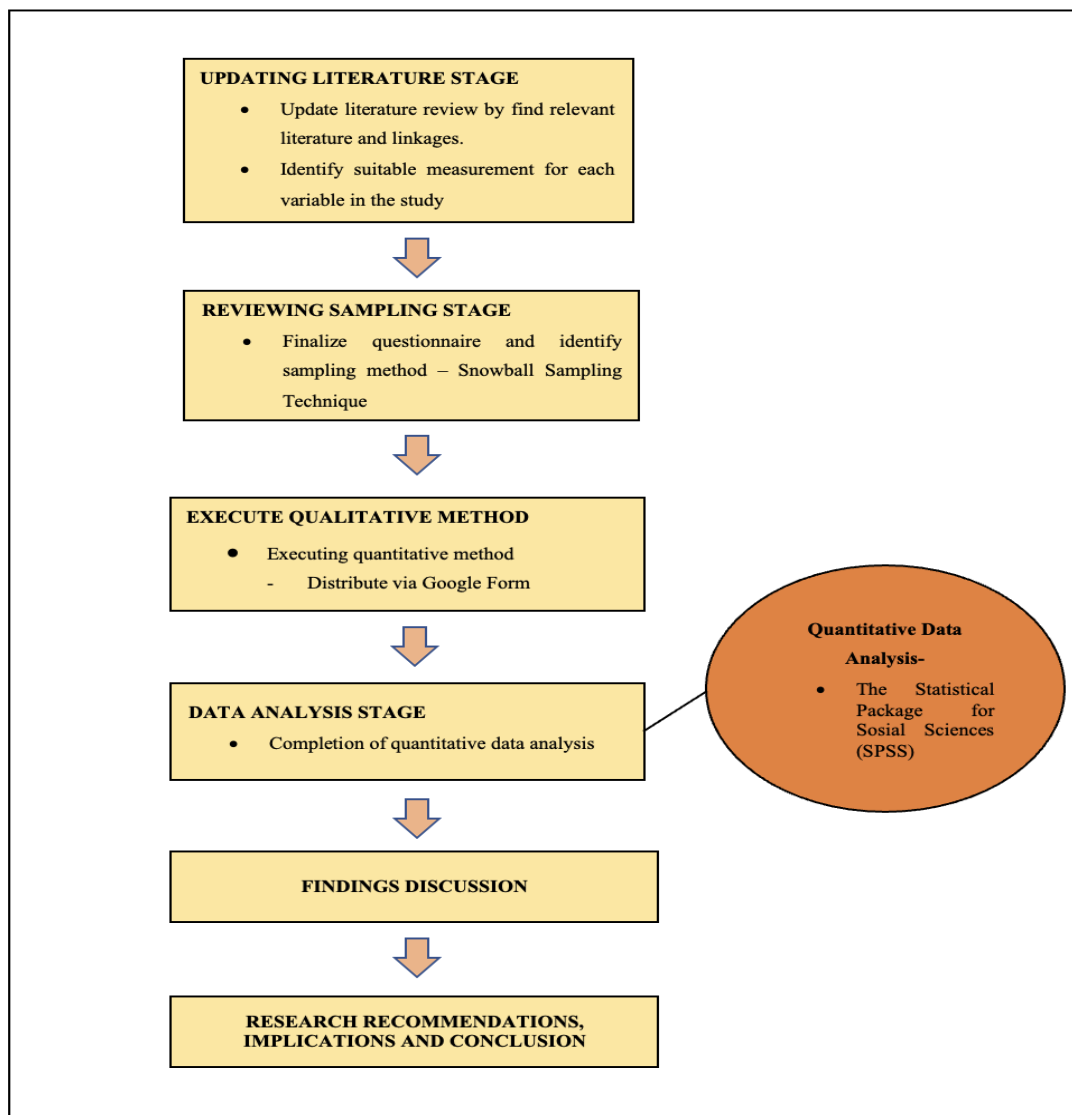 UPDATING LITERATURE STAGE
• Update literature review by find relevant
literature and linkages.
• Identify suitable measurement for each
variable in the study
REVIEWING SAMPLING STAGE
• Finalize questionnaire and identify
sampling method – Snowball Sampling
Technique
EXECUTE QUALITATIVE METHOD
• Executing quantitative method
- Distribute via Google Form
DATA ANALYSIS STAGE
• Completion of quantitative data analysis
Quantitative Data
Analysis-
• The Statistical
Package for
Sosial Sciences
(SPSS)
FINDINGS DISCUSSION
RESEARCH RECOMMENDATIONS,
IMPLICATIONS AND CONCLUSION